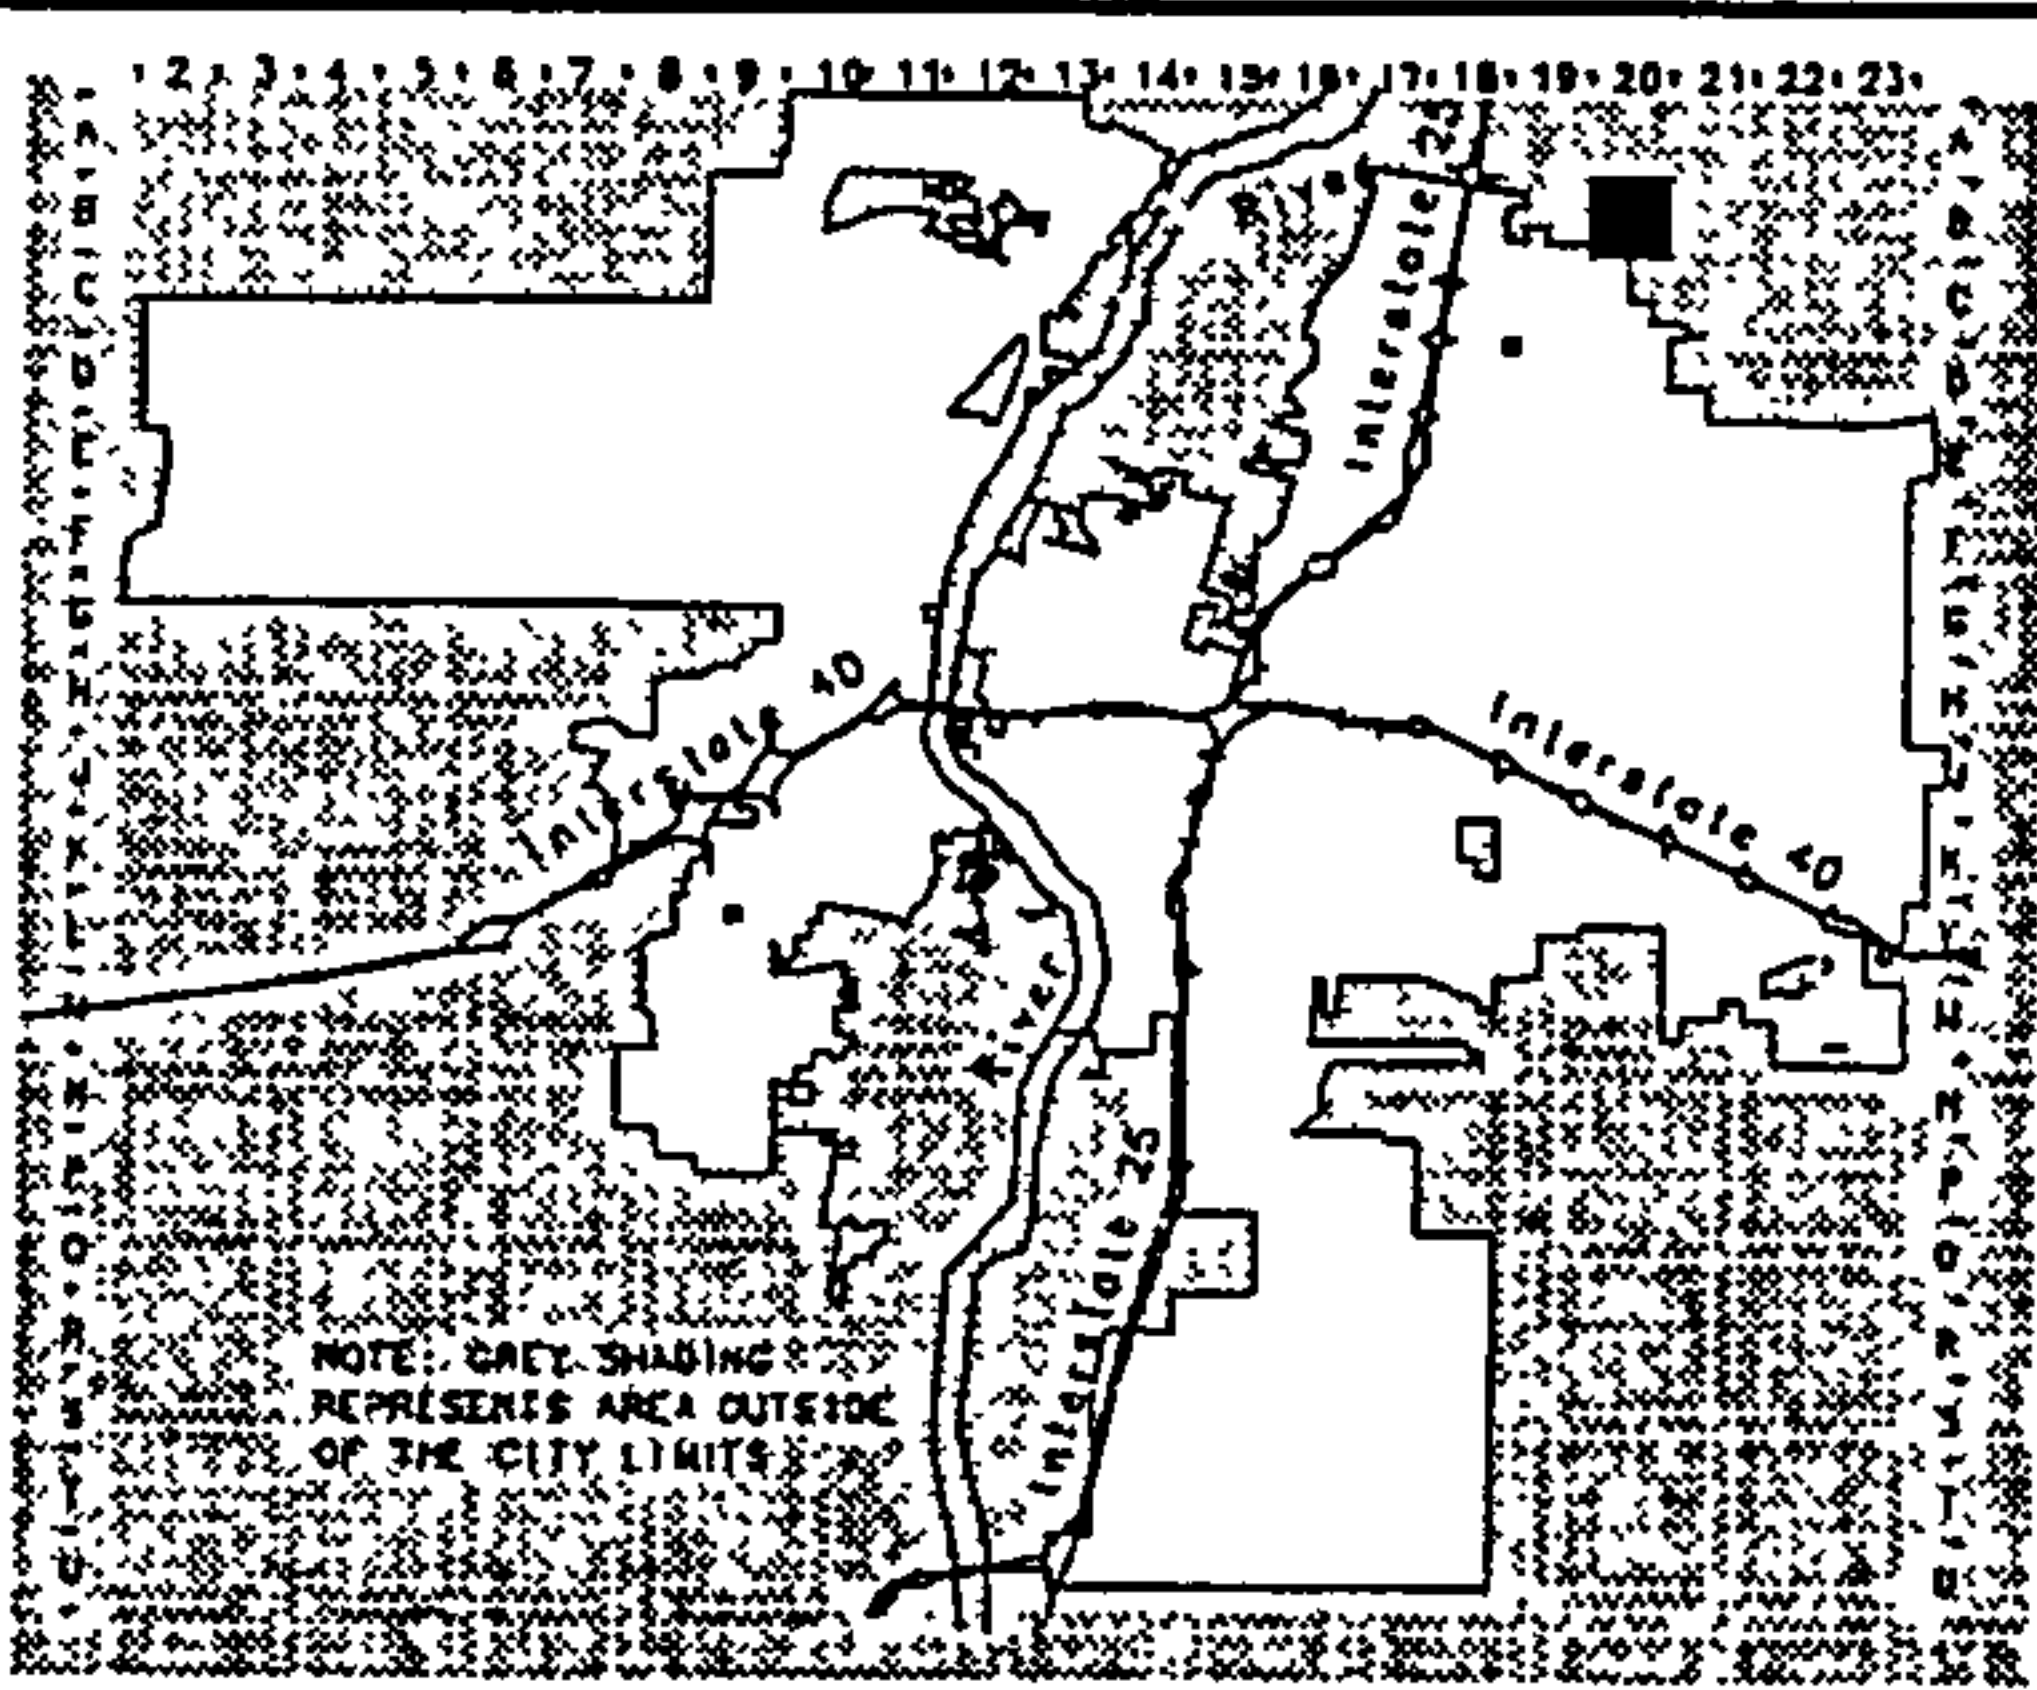 2 3 4 5 6 7 8 9 10 11 12 13 14 15 16 17 18 19 20 21 22 23
A B C D E F G H J K L M N P Q R S T U
A B C D E F G H J K L M N P Q R S T U
Interstate 25
Interstate 40
Interstate 40
River
Interstate 25
NOTE: GREY SHADING
REPRESENTS AREA OUTSIDE
OF THE CITY LIMITS